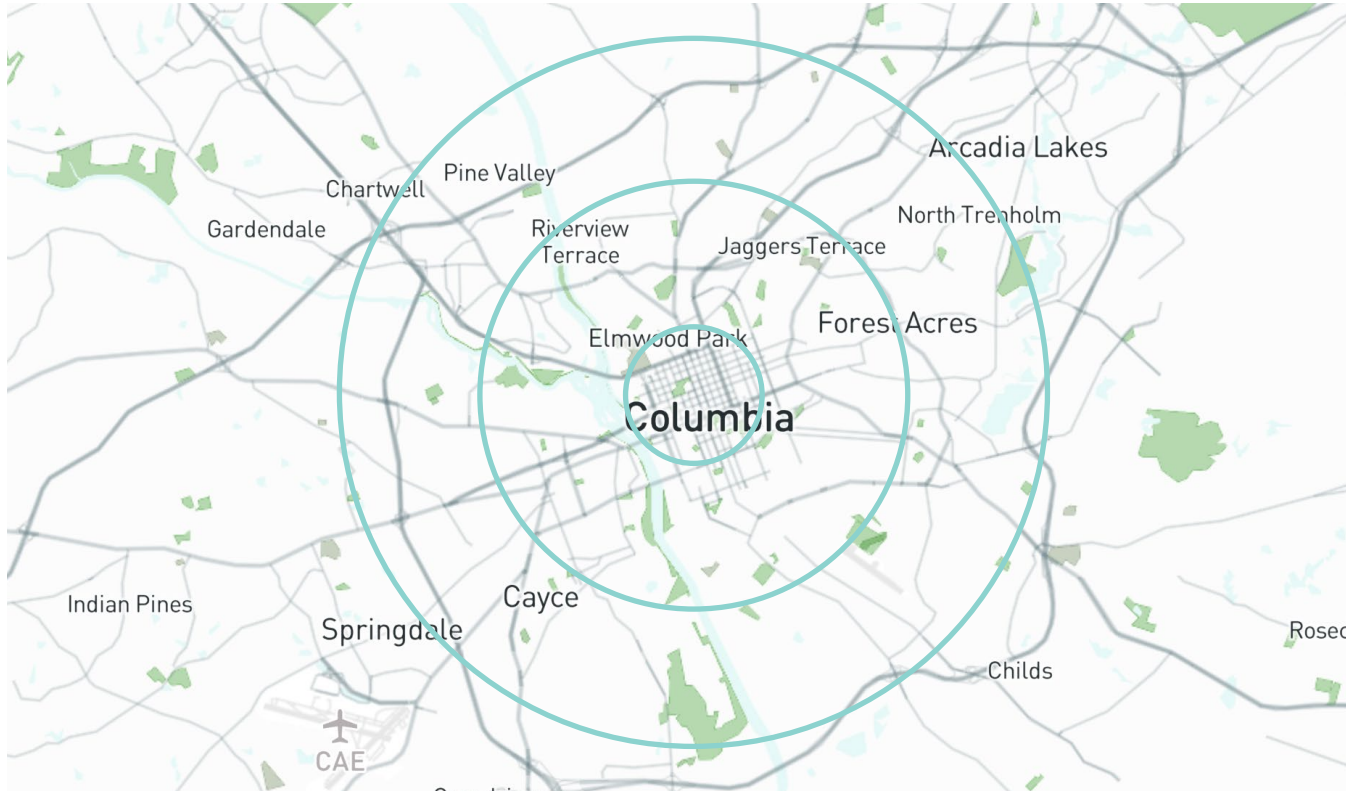 Arcadia Lakes
Pine Valley
Chartwell
North Trenholm
Gardendale
Riverview
Terrace
Jaggers Terrace
Forest Acres
Elmwood Park
Columbia
Cayce
Indian Pines
Springdale
Childs
CAE